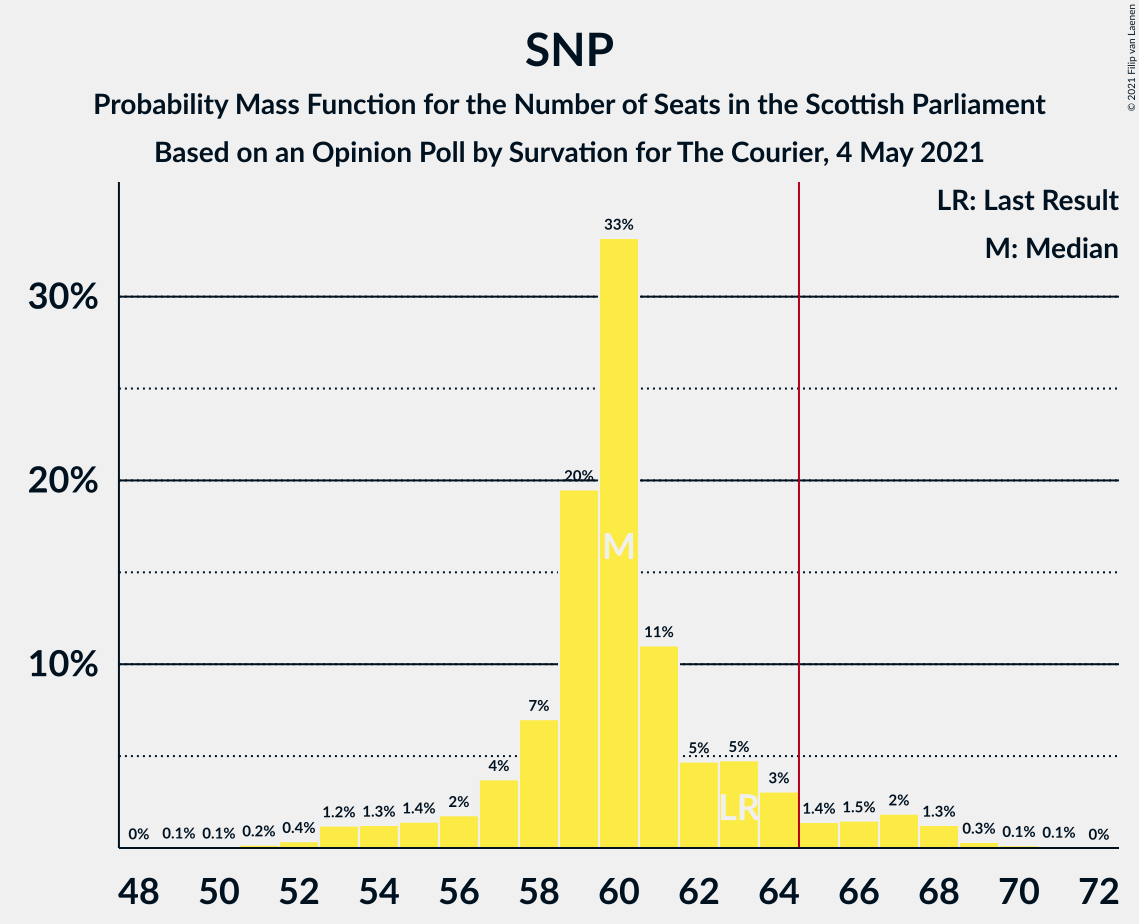 © 2021 Filip van Laenen
SNP
Probability Mass Function for the Number of Seats in the Scottish Parliament
Based on an Opinion Poll by Survation for The Courier, 4 May 2021
LR: Last Result
M: Median
30%
20%
10%
0% 0.1% 0.1% 0.2% 0.4% 1.2% 1.3% 1.4% 2% 4% 7% 20% 33% 11% 5% 5% 3% 1.4% 1.5% 2% 1.3% 0.3% 0.1% 0.1% 0%
M
LR
48 50 52 54 56 58 60 62 64 66 68 70 72